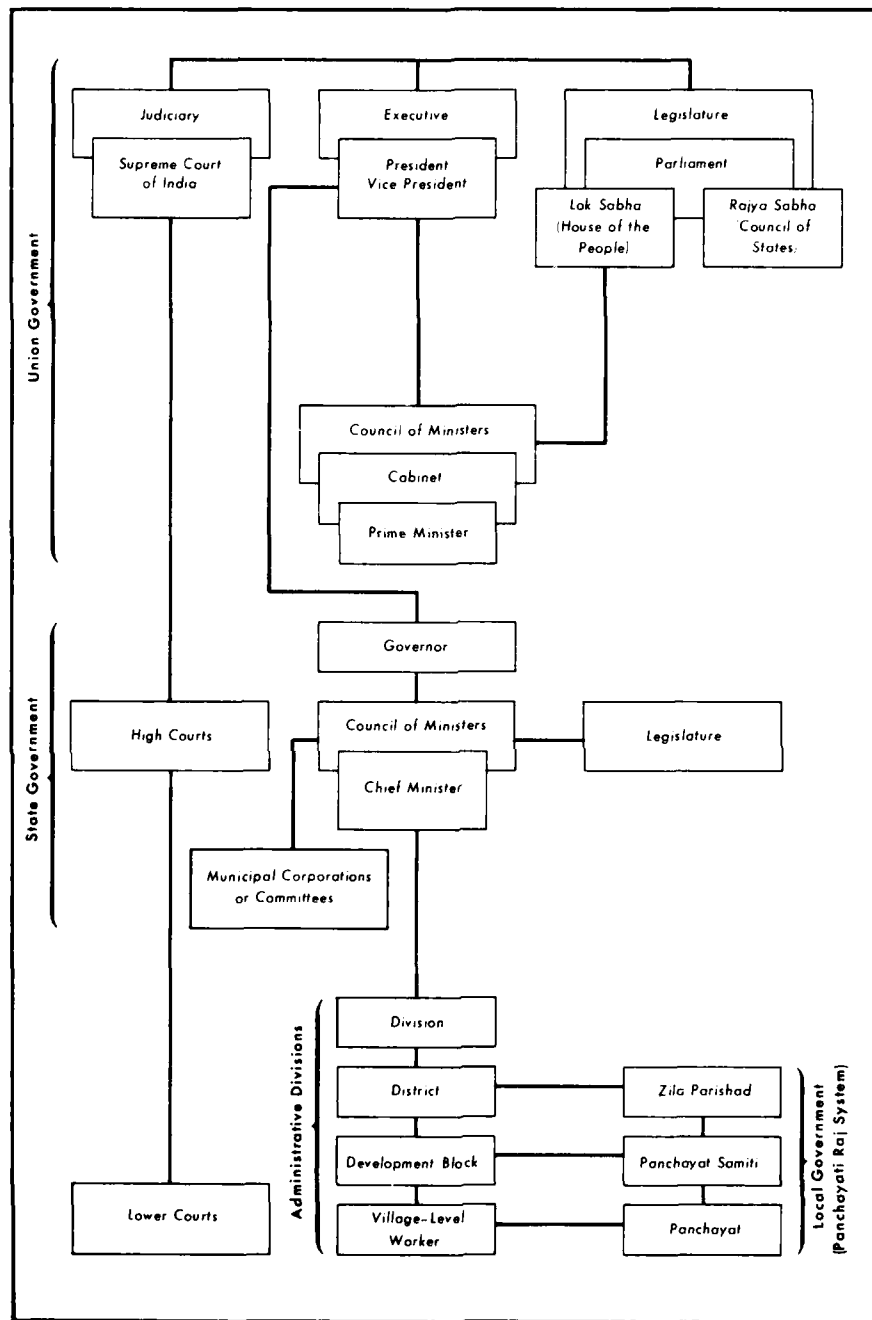 Union Government
Judiciary
Supreme Court
of India
Executive
President
Vice President
Legislature
Parliament
Lok Sabha
(House of the
People)
Rajya Sabha
(Council of
States)
Council of Ministers
Cabinet
Prime Minister
State Government
Governor
High Courts
Council of Ministers
Chief Minister
Legislature
Municipal Corporations
or Committees
Administrative Divisions
Division
District
Zila Parishad
Development Block
Panchayat Samiti
Village-Level
Worker
Panchayat
Lower Courts
Local Government
(Panchayati Raj System)